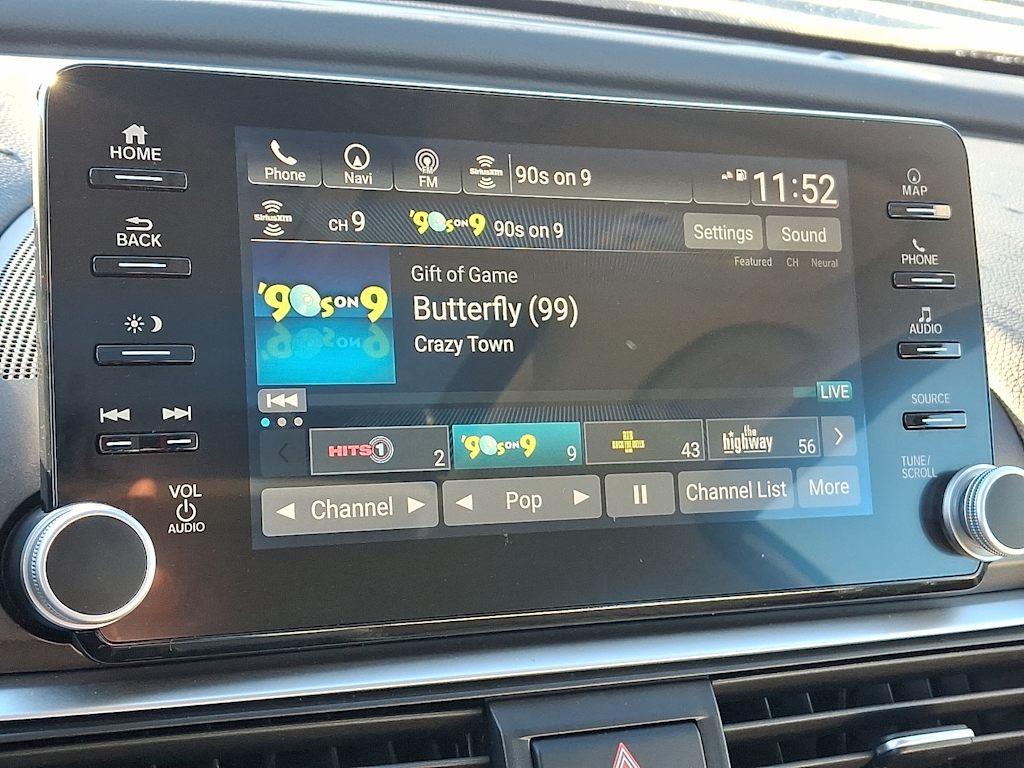 HOME
BACK
VOL
AUDIO
Phone
Navi
FM
FM
SiriusXM
90s on 9
11:52
SiriusXM
CH 9
'90s ON 9
90s on 9
Settings
Sound
Featured CH Neural
'90s ON 9
Gift of Game
Butterfly (99)
Crazy Town
LIVE
HITS 1
2
'90s ON 9
9
43
the highway
56
Channel
Pop
Channel List
More
MAP
PHONE
AUDIO
SOURCE
TUNE/
SCROLL